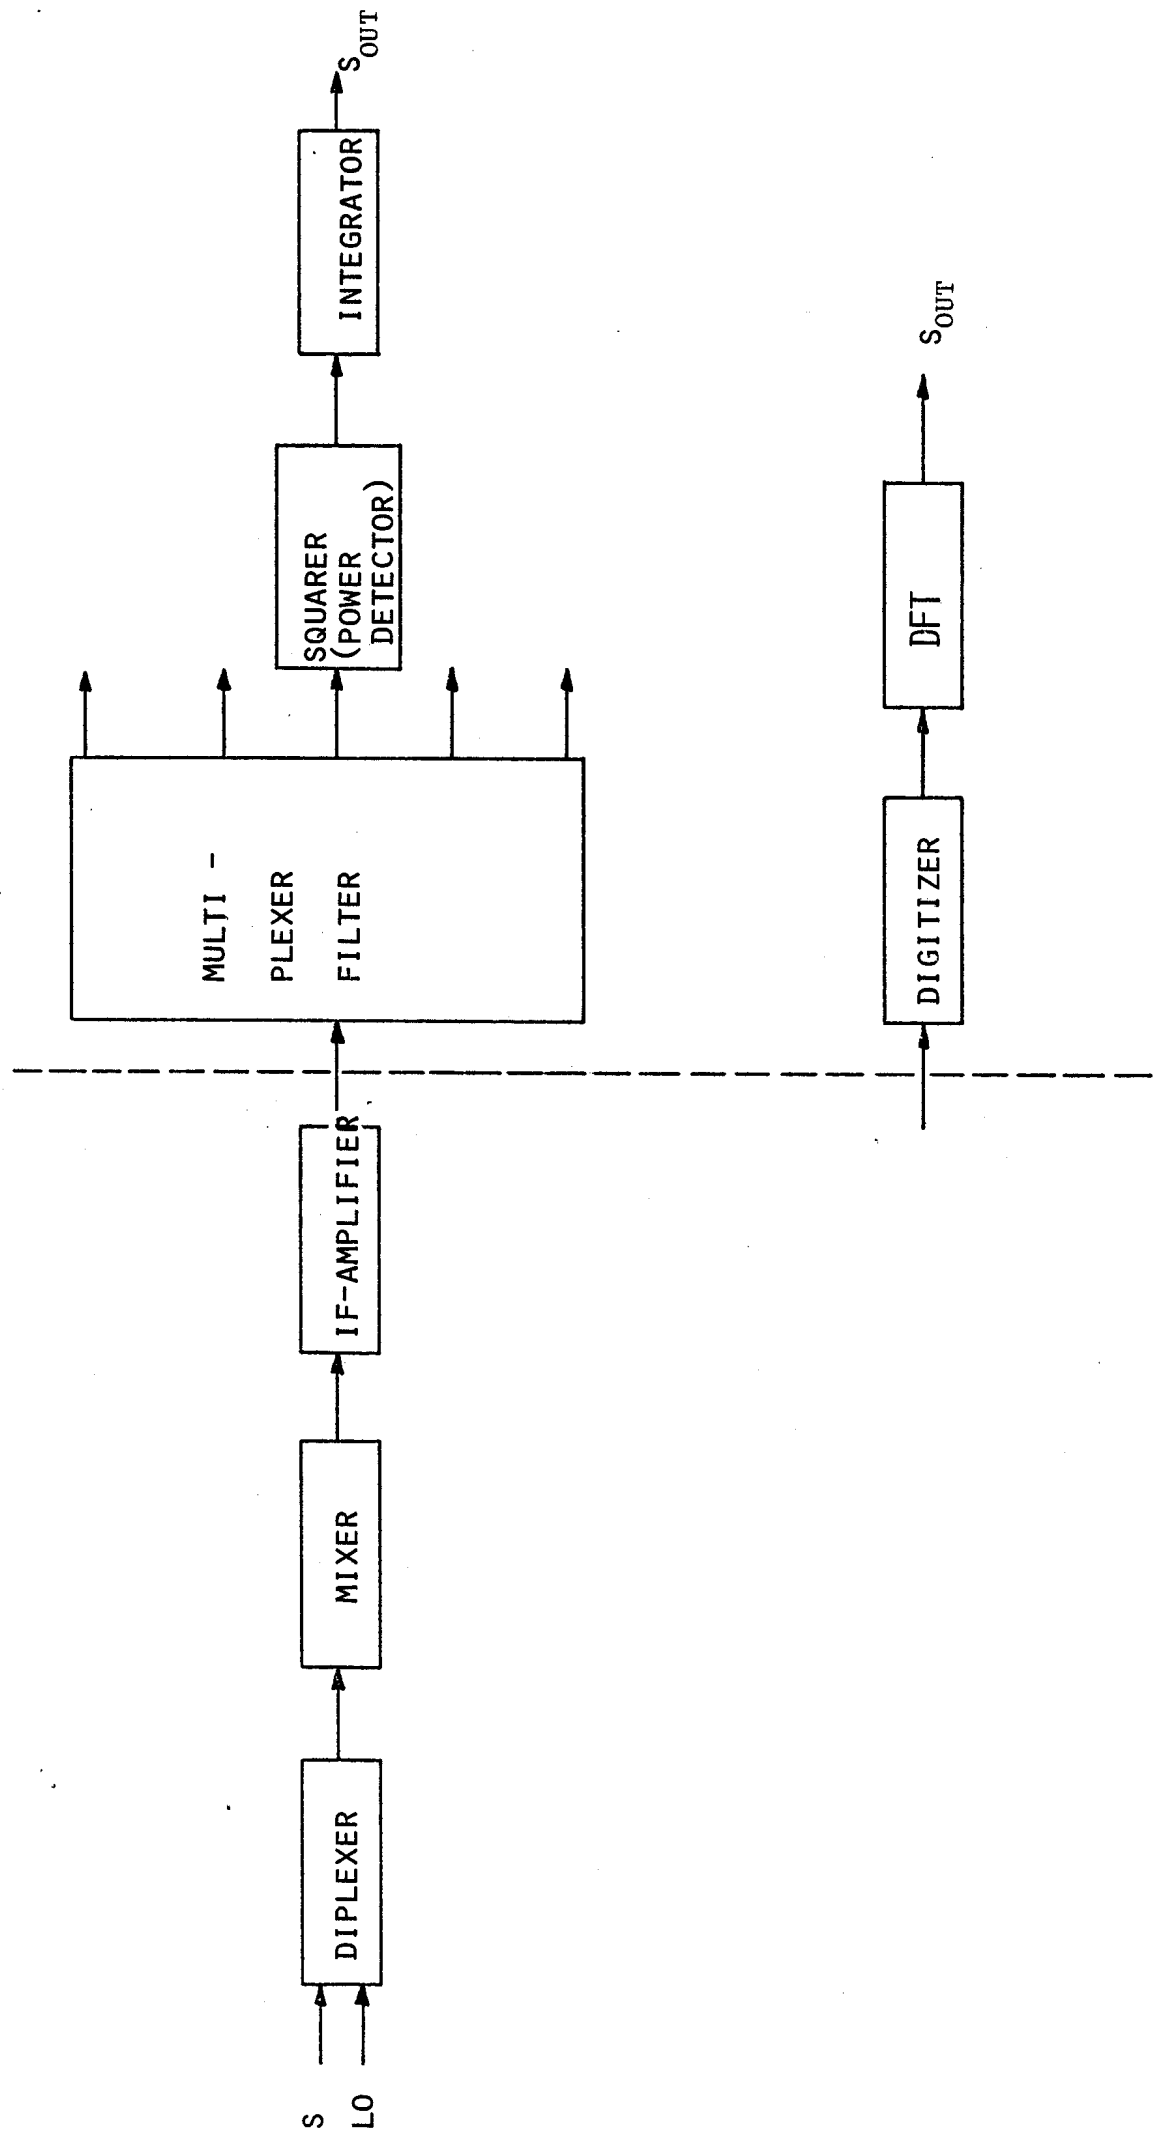 S
LO
DIPLEXER
MIXER
IF-AMPLIFIER
MULTI -
PLEXER
FILTER
SQUARER
(POWER
DETECTOR)
INTEGRATOR
SOUT
DIGITIZER
DFT
SOUT